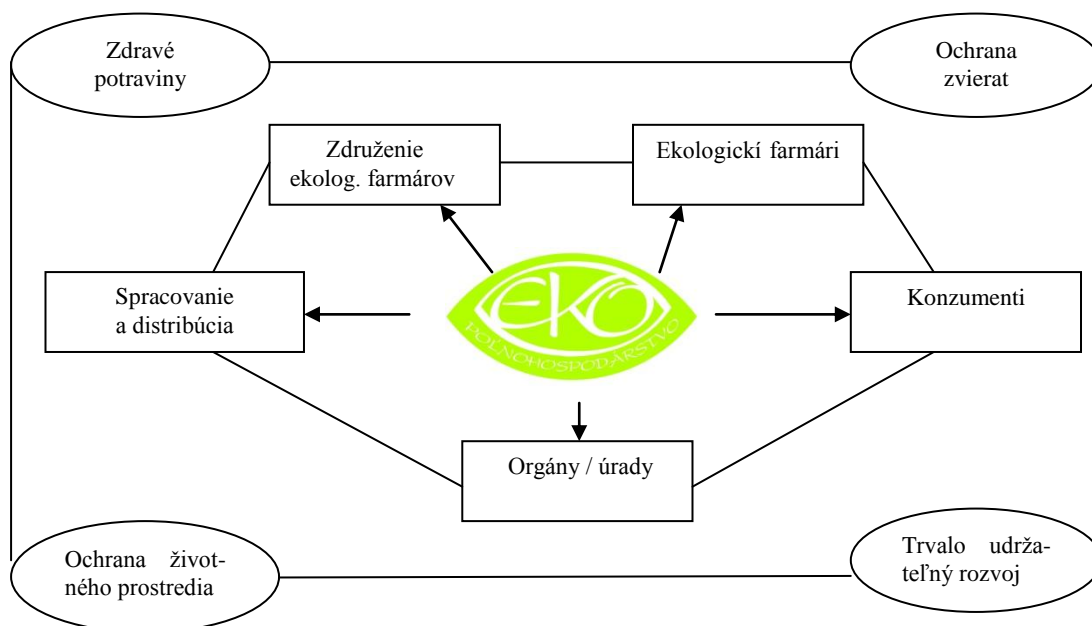 Zdravé
potraviny
Ochrana
zvierat
Združenie
ekolog. farmárov
Ekologickí farmári
Spracovanie
a distribúcia
EKO
POĽNOHOSPODÁRSTVO
Konzumenti
Orgány / úrady
Ochrana život-
ného prostredia
Trvalo udrža-
teľný rozvoj